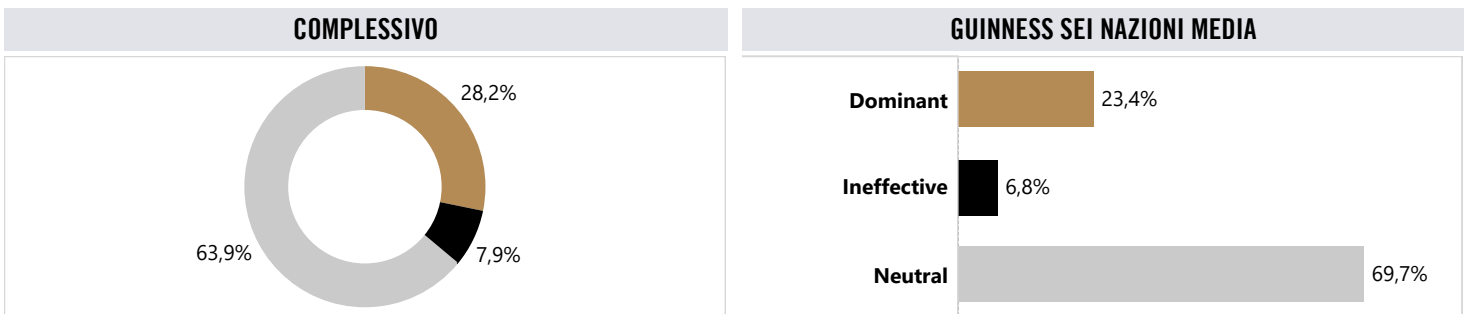 COMPLESSIVO
28,2%
7,9%
63,9%
GUINNESS SEI NAZIONI MEDIA
Dominant 23,4%
Ineffective 6,8%
Neutral 69,7%